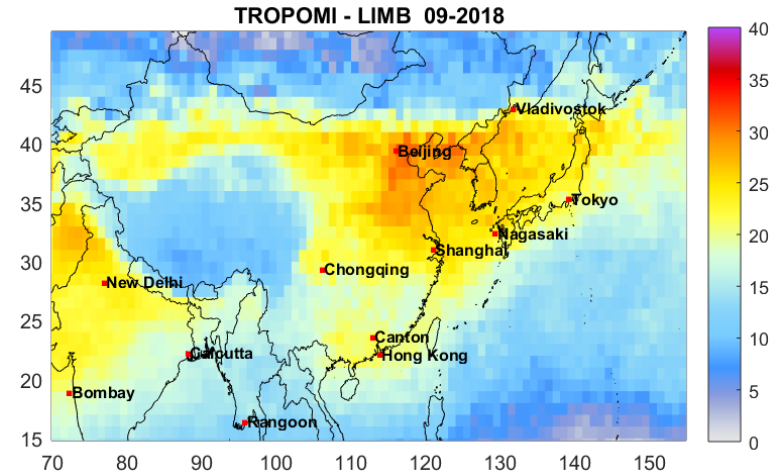 TROPOMI - LIMB 09-2018
45
40
35
30
25
20
15
70 80 90 100 110 120 130 140 150
Vladivostok
Beijing
Tokyo
Nagasaki
Shanghai
Chongqing
New Delhi
Canton
Calcutta
Hong Kong
Bombay
Rangoon
40
35
30
25
20
15
10
5
0